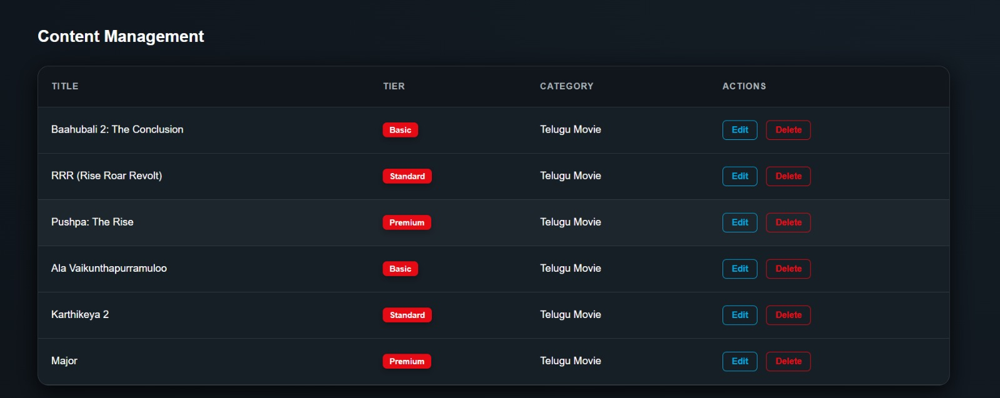 Content Management
TITLE TIER CATEGORY ACTIONS
Baahubali 2: The Conclusion Basic Telugu Movie Edit Delete
RRR (Rise Roar Revolt) Standard Telugu Movie Edit Delete
Pushpa: The Rise Premium Telugu Movie Edit Delete
Ala Vaikunthapurramuloo Basic Telugu Movie Edit Delete
Karthikeya 2 Standard Telugu Movie Edit Delete
Major Premium Telugu Movie Edit Delete